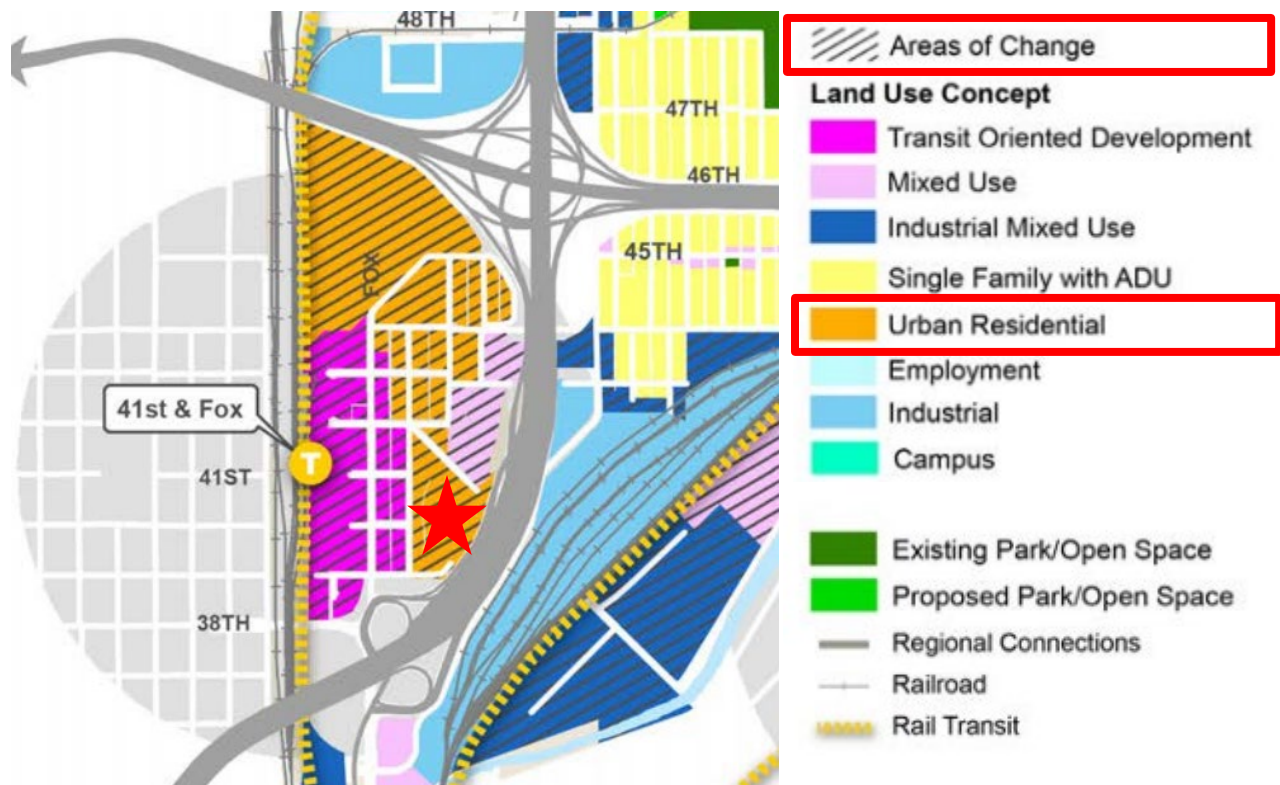 48TH
47TH
46TH
45TH
FOX
41st & Fox
T
41ST
38TH
Areas of Change
Land Use Concept
Transit Oriented Development
Mixed Use
Industrial Mixed Use
Single Family with ADU
Urban Residential
Employment
Industrial
Campus
Existing Park/Open Space
Proposed Park/Open Space
Regional Connections
Railroad
Rail Transit